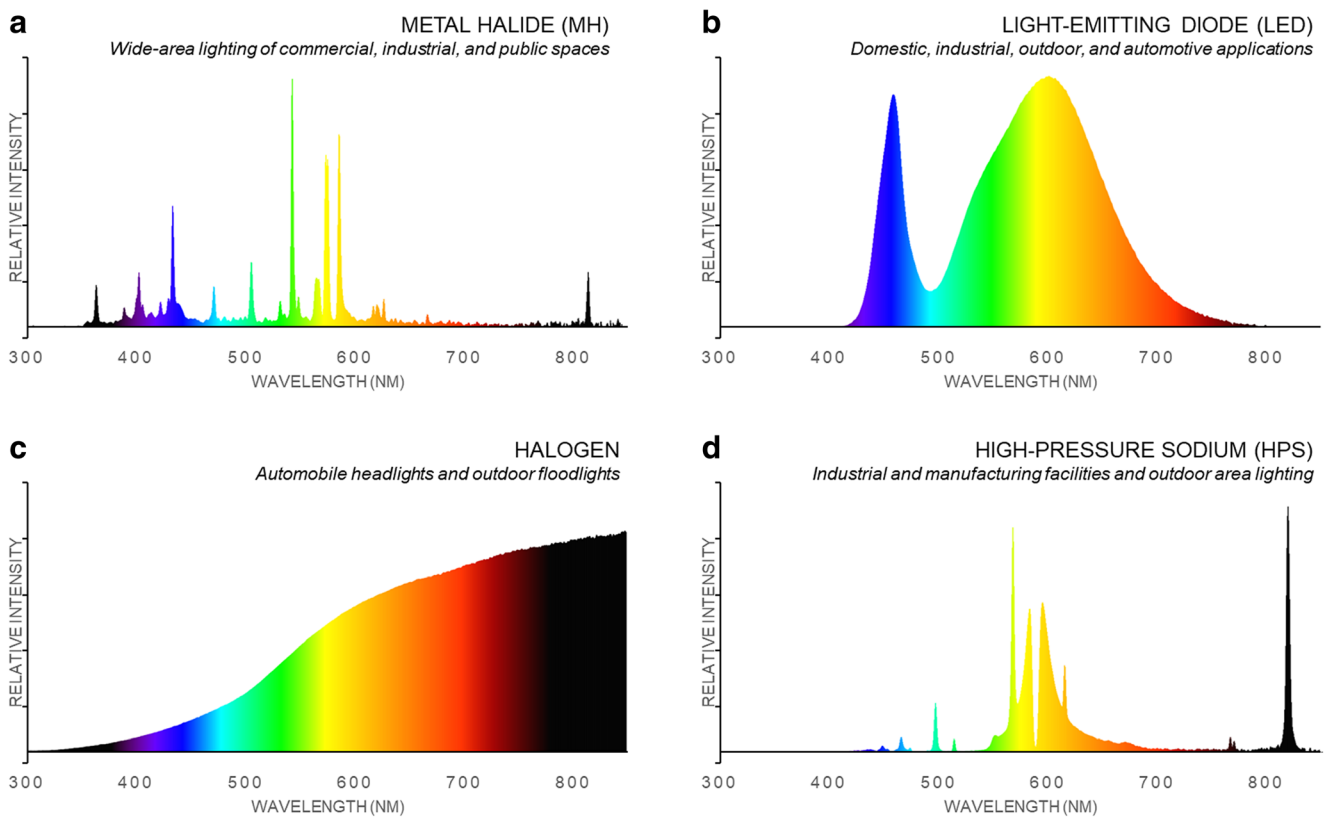 a
METAL HALIDE (MH)
Wide-area lighting of commercial, industrial, and public spaces
RELATIVE INTENSITY
300 400 500 600 700 800
WAVELENGTH (NM)
b
LIGHT-EMITTING DIODE (LED)
Domestic, industrial, outdoor, and automotive applications
RELATIVE INTENSITY
300 400 500 600 700 800
WAVELENGTH (NM)
c
HALOGEN
Automobile headlights and outdoor floodlights
RELATIVE INTENSITY
300 400 500 600 700 800
WAVELENGTH (NM)
d
HIGH-PRESSURE SODIUM (HPS)
Industrial and manufacturing facilities and outdoor area lighting
RELATIVE INTENSITY
300 400 500 600 700 800
WAVELENGTH (NM)